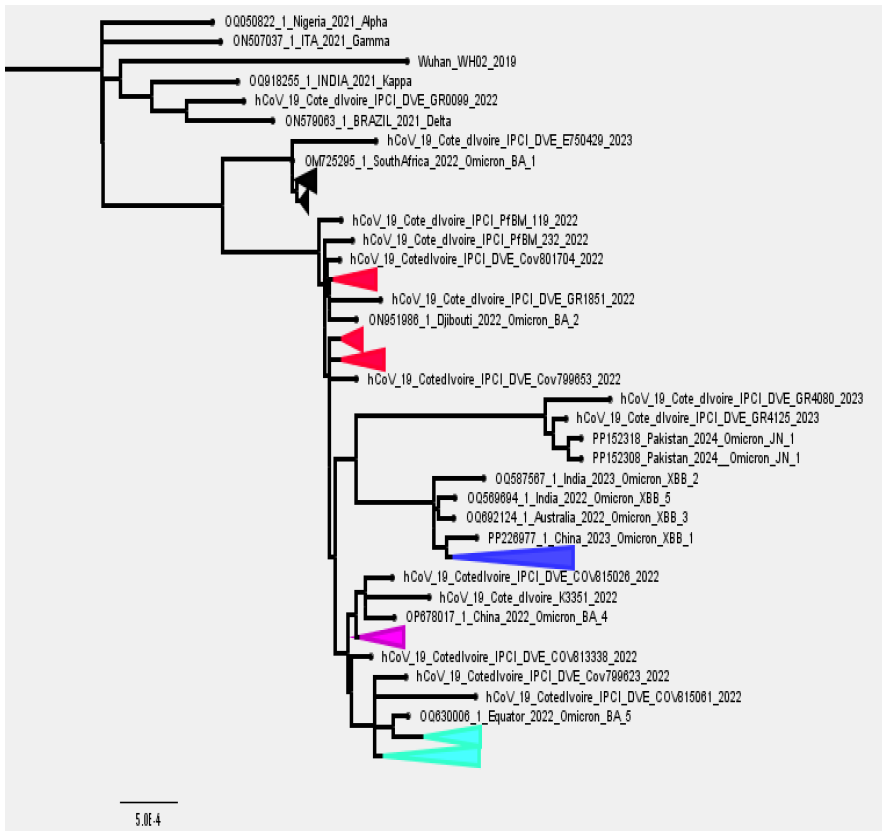 OQ050822_1_Nigeria_2021_Alpha
ON507037_1_ITA_2021_Gamma
Wuhan_WH02_2019
OQ918255_1_INDIA_2021_Kappa
hCoV_19_Cote_dIvoire_IPCI_DVE_GR0099_2022
ON579063_1_BRAZIL_2021_Delta
hCoV_19_Cote_dIvoire_IPCI_DVE_E750429_2023
OM725295_1_SouthAfrica_2022_Omicron_BA_1
hCoV_19_Cote_dIvoire_IPCI_PfBM_119_2022
hCoV_19_Cote_dIvoire_IPCI_PfBM_232_2022
hCoV_19_CotedIvoire_IPCI_DVE_Cov801704_2022
hCoV_19_Cote_dIvoire_IPCI_DVE_GR1851_2022
ON951986_1_Djibouti_2022_Omicron_BA_2
hCoV_19_CotedIvoire_IPCI_DVE_Cov799653_2022
hCoV_19_Cote_dIvoire_IPCI_DVE_GR4080_2023
hCoV_19_Cote_dIvoire_IPCI_DVE_GR4125_2023
PP152318_Pakistan_2024_Omicron_JN_1
PP152308_Pakistan_2024__Omicron_JN_1
OQ587567_1_India_2023_Omicron_XBB_2
OQ569694_1_India_2022_Omicron_XBB_5
OQ692124_1_Australia_2022_Omicron_XBB_3
PP226977_1_China_2023_Omicron_XBB_1
hCoV_19_CotedIvoire_IPCI_DVE_COV815026_2022
hCoV_19_Cote_dIvoire_K3351_2022
OP678017_1_China_2022_Omicron_BA_4
hCoV_19_CotedIvoire_IPCI_DVE_COV813338_2022
hCoV_19_CotedIvoire_IPCI_DVE_Cov799623_2022
hCoV_19_CotedIvoire_IPCI_DVE_COV815061_2022
OQ630006_1_Equator_2022_Omicron_BA_5
5.0E-4